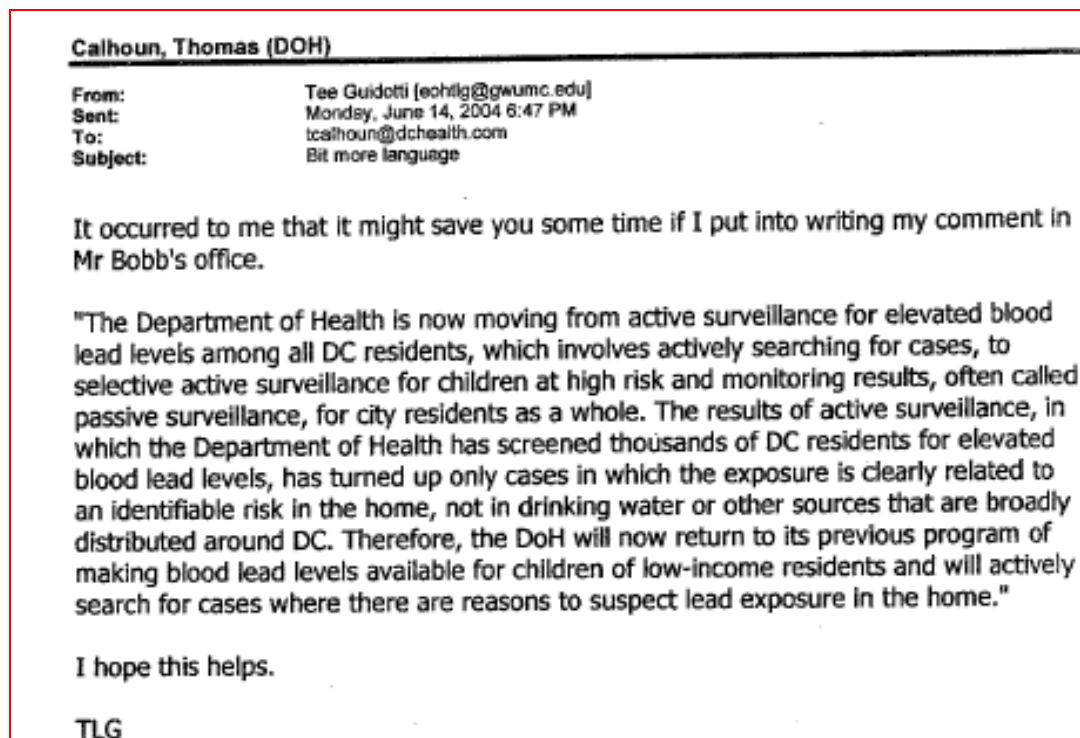 Calhoun, Thomas (DOH)
From: Tee Guidotti [eohtlg@gwumc.edu]
Sent: Monday, June 14, 2004 6:47 PM
To: tcalhoun@dchealth.com
Subject: Bit more language
It occurred to me that it might save you some time if I put into writing my comment in
Mr Bobb's office.
"The Department of Health is now moving from active surveillance for elevated blood
lead levels among all DC residents, which involves actively searching for cases, to
selective active surveillance for children at high risk and monitoring results, often called
passive surveillance, for city residents as a whole. The results of active surveillance, in
which the Department of Health has screened thousands of DC residents for elevated
blood lead levels, has turned up only cases in which the exposure is clearly related to
an identifiable risk in the home, not in drinking water or other sources that are broadly
distributed around DC. Therefore, the DoH will now return to its previous program of
making blood lead levels available for children of low-income residents and will actively
search for cases where there are reasons to suspect lead exposure in the home."
I hope this helps.
TLG